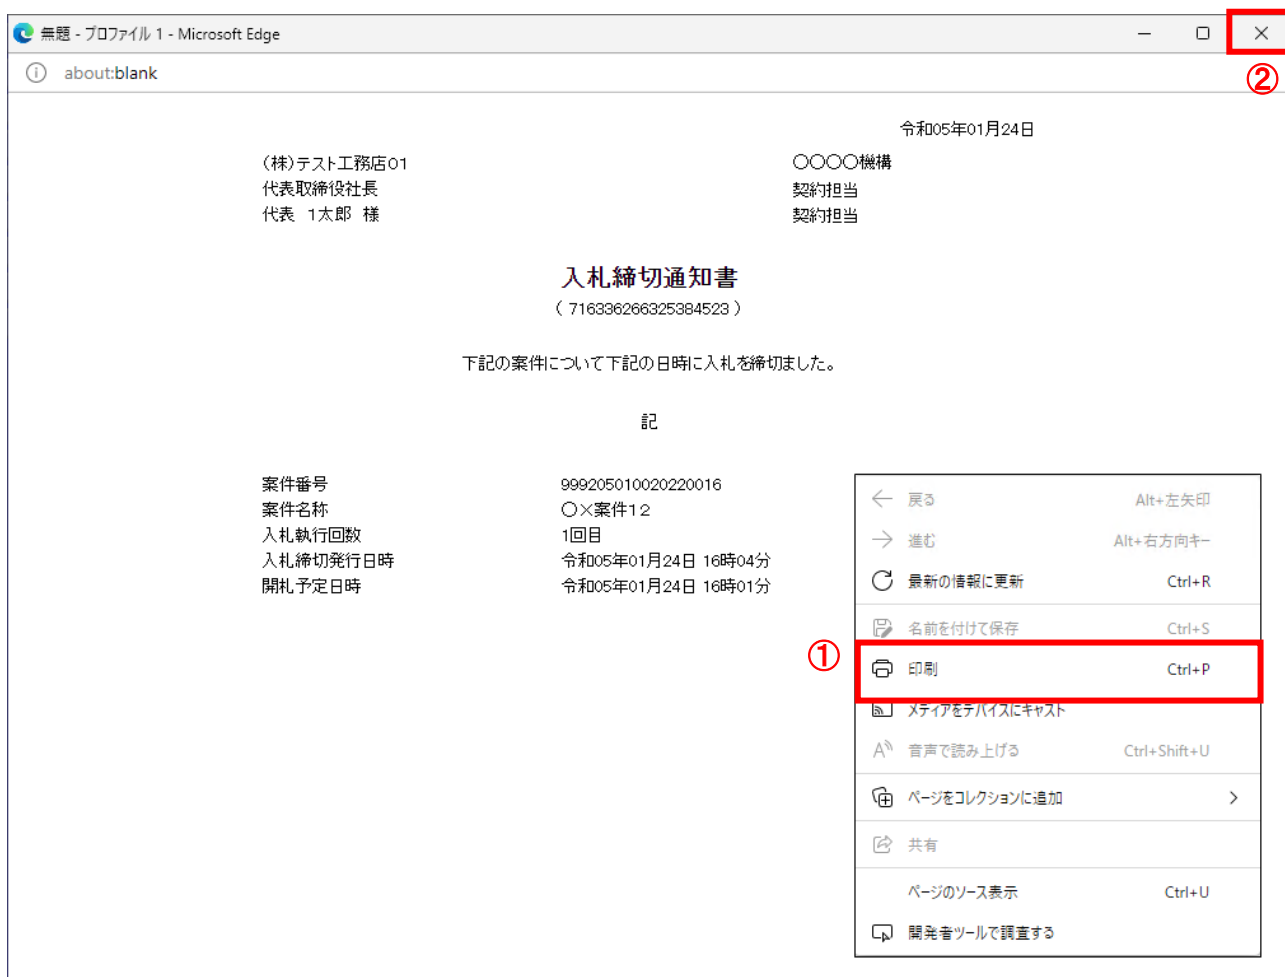 無題 - プロファイル 1 - Microsoft Edge
about:blank
②
令和05年01月24日
(株)テスト工務店01
代表取締役社長
代表 1太郎 様
〇〇〇〇機構
契約担当
契約担当
入札締切通知書
( 716336266325384523 )
下記の案件について下記の日時に入札を締切ました。
記
案件番号 999205010020220016
案件名称 〇×案件12
入札執行回数 1回目
入札締切発行日時 令和05年01月24日 16時04分
開札予定日時 令和05年01月24日 16時01分
戻る Alt+左矢印
進む Alt+右方向キー
最新の情報に更新 Ctrl+R
名前を付けて保存 Ctrl+S
①
印刷 Ctrl+P
メディアをデバイスにキャスト
音声で読み上げる Ctrl+Shift+U
ページをコレクションに追加
共有
ページのソース表示 Ctrl+U
開発者ツールで調査する